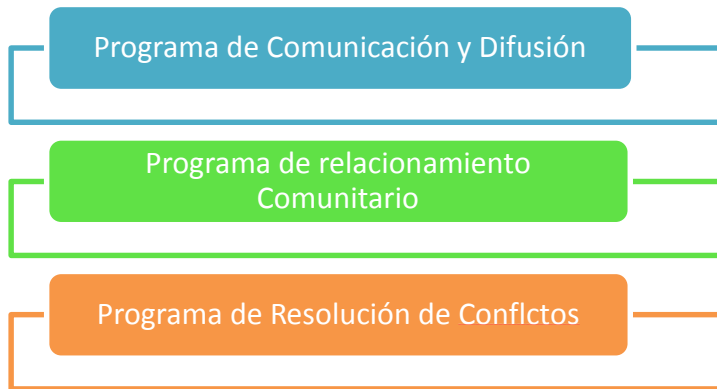 Programa de Comunicación y Difusión
Programa de relacionamiento
Comunitario
Programa de Resolución de Conflctos